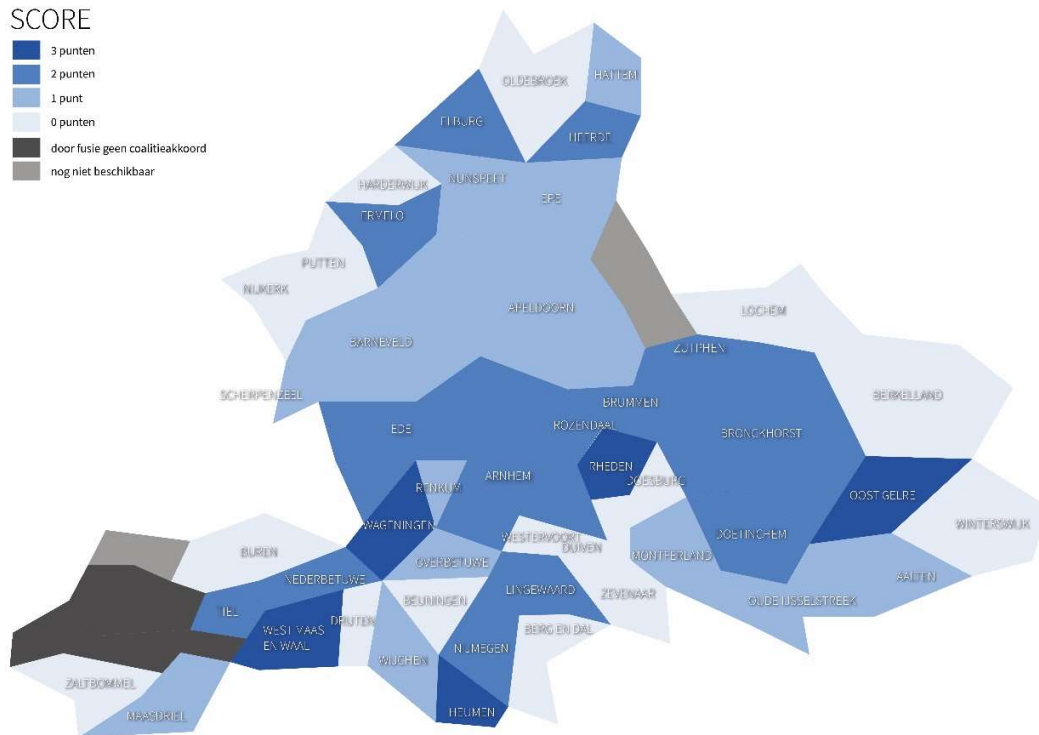 SCORE
3 punten
2 punten
1 punt
0 punten
door fusie geen coalitieakkoord
nog niet beschikbaar
OLDEBROEK
HATTEM
ELBURG
HEERDE
HARDERWIJK
NUNSPEET
EPE
ERMELO
PUTTEN
NIJKERK
APELDOORN
LOCHEM
BARNEVELD
ZUTPHEN
SCHERPENZEEL
BRUMMEN
BERKELLAND
EDE
ROZENDAAL
BRONCKHORST
RHEDEN
ARNHEM
DOESBURG
RENKUM
OOST GELRE
WAGENINGEN
WINTERSWIJK
WESTERVOORT
DOETINCHEM
DUIVEN
BUREN
MONTFERLAND
OVERBETUWE
AALTEN
NEDERBETUWE
LINGEWAARD
ZEVENAAR
BEUNINGEN
OUDE IJSSELSTREEK
TIEL
DRUTEN
WEST MAAS
EN WAAL
BERG EN DAL
NIJMEGEN
WIJCHEN
ZALTBOMMEL
HEUMEN
MAASDRIEL